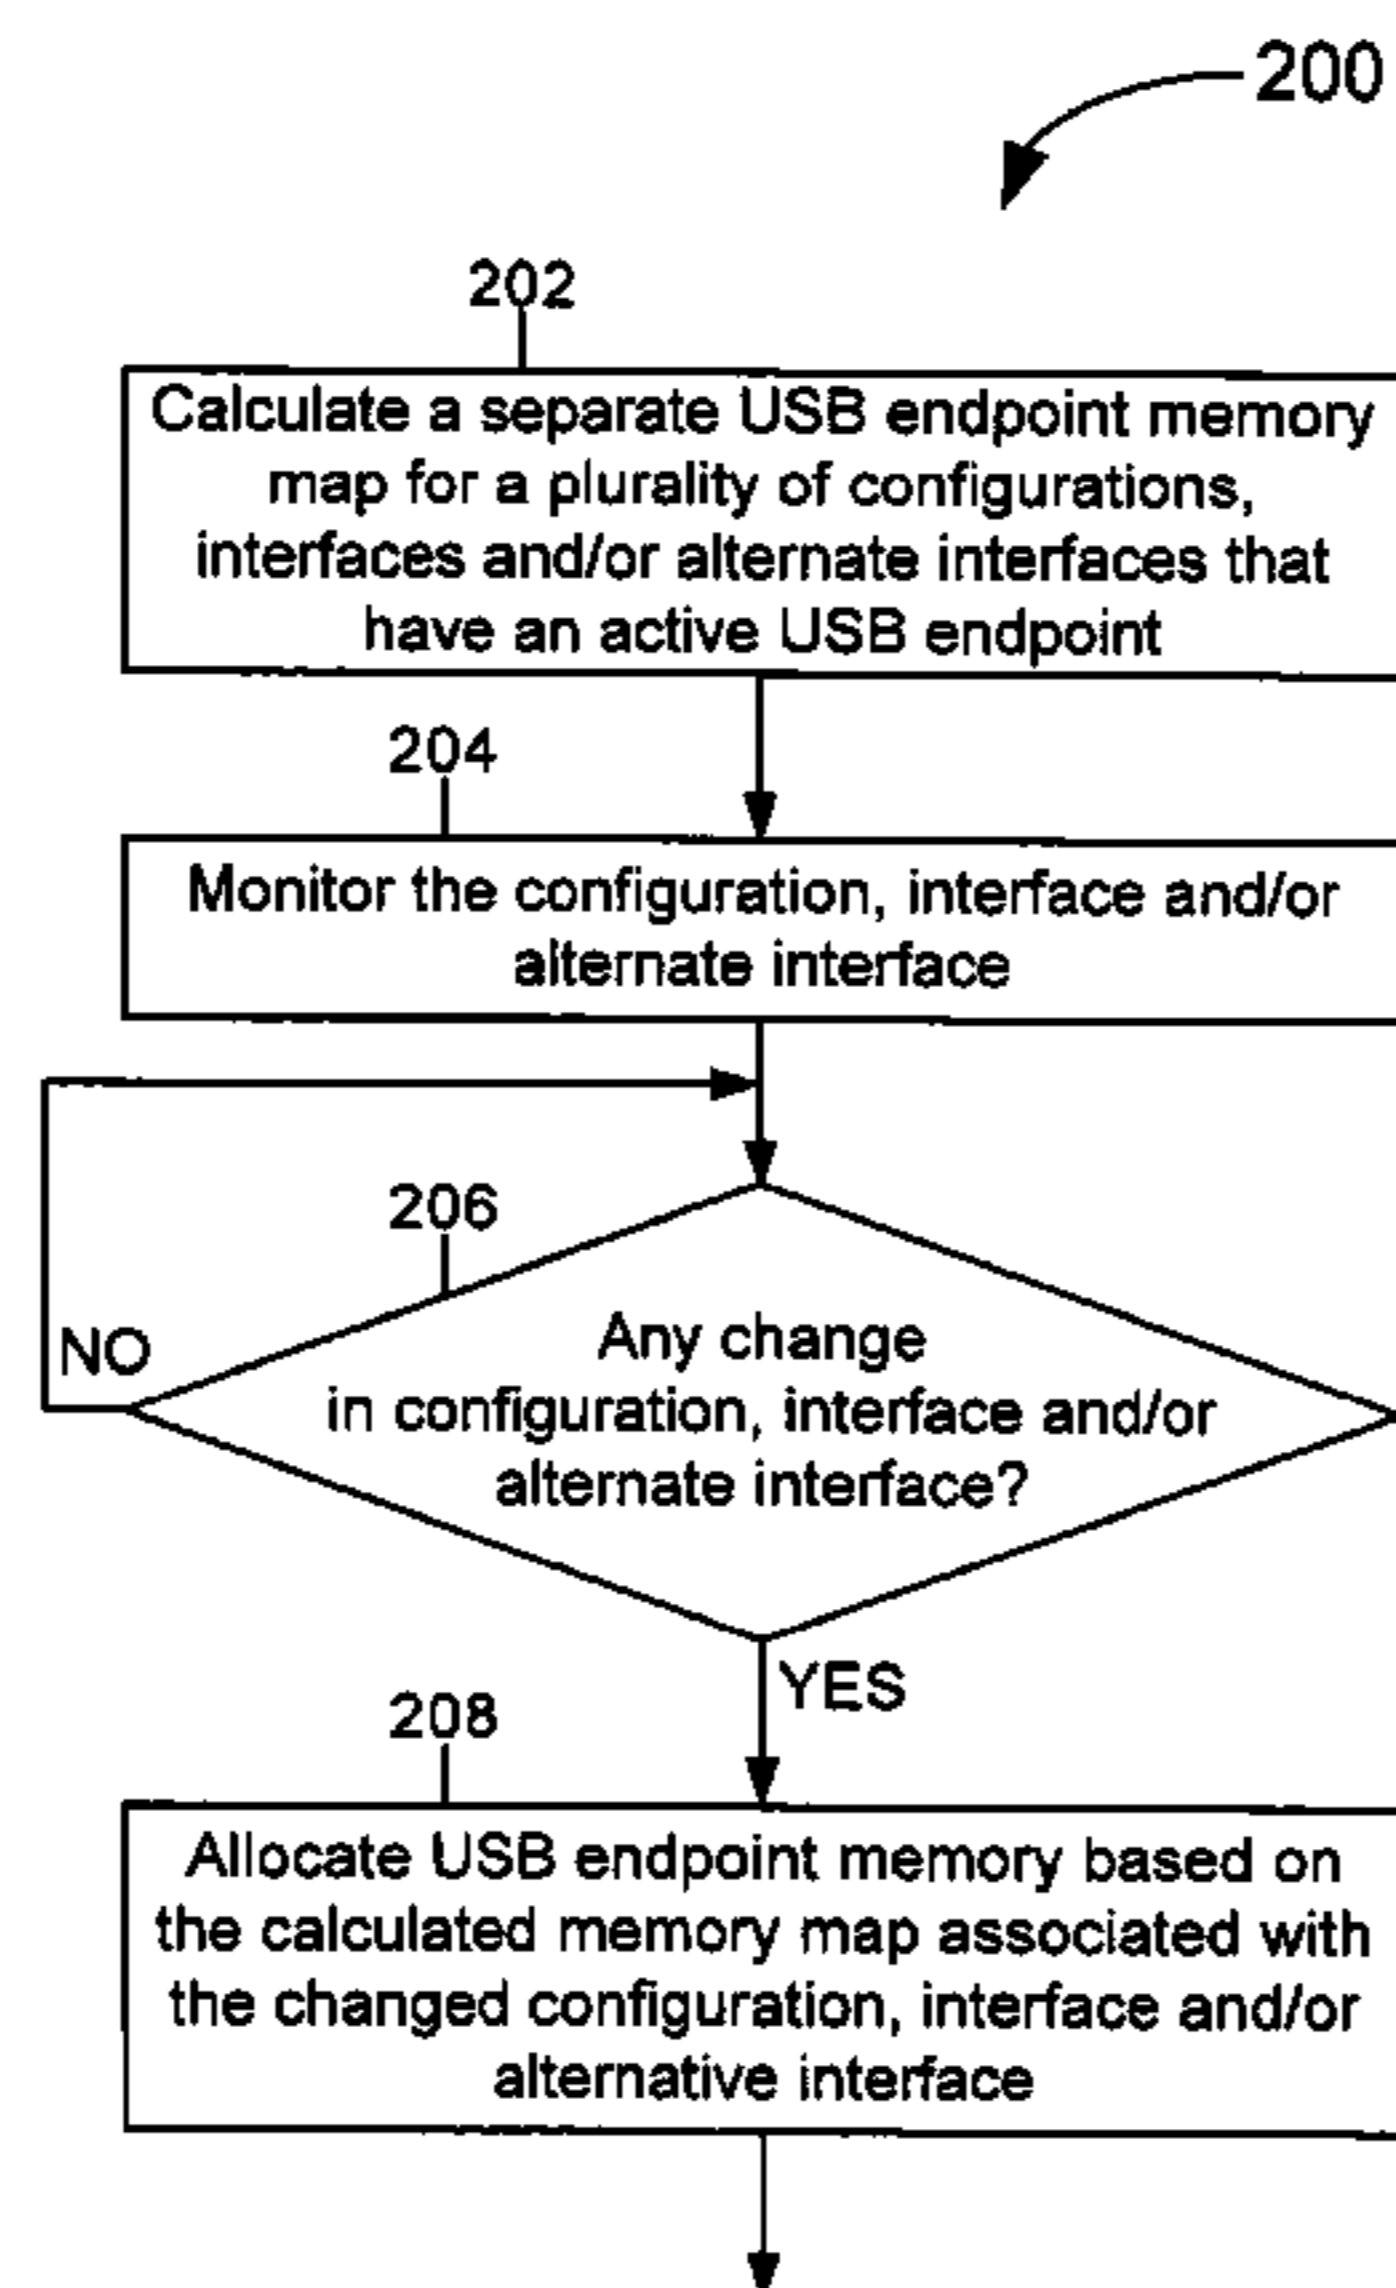 200
202
Calculate a separate USB endpoint memory
map for a plurality of configurations,
interfaces and/or alternate interfaces that
have an active USB endpoint
204
Monitor the configuration, interface and/or
alternate interface
206
NO
Any change
in configuration, interface and/or
alternate interface?
YES
208
Allocate USB endpoint memory based on
the calculated memory map associated with
the changed configuration, interface and/or
alternative interface